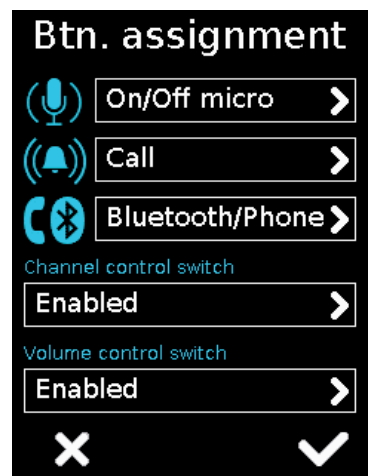 Btn. assignment
On/Off micro
Call
Bluetooth/Phone
Channel control switch
Enabled
Volume control switch
Enabled